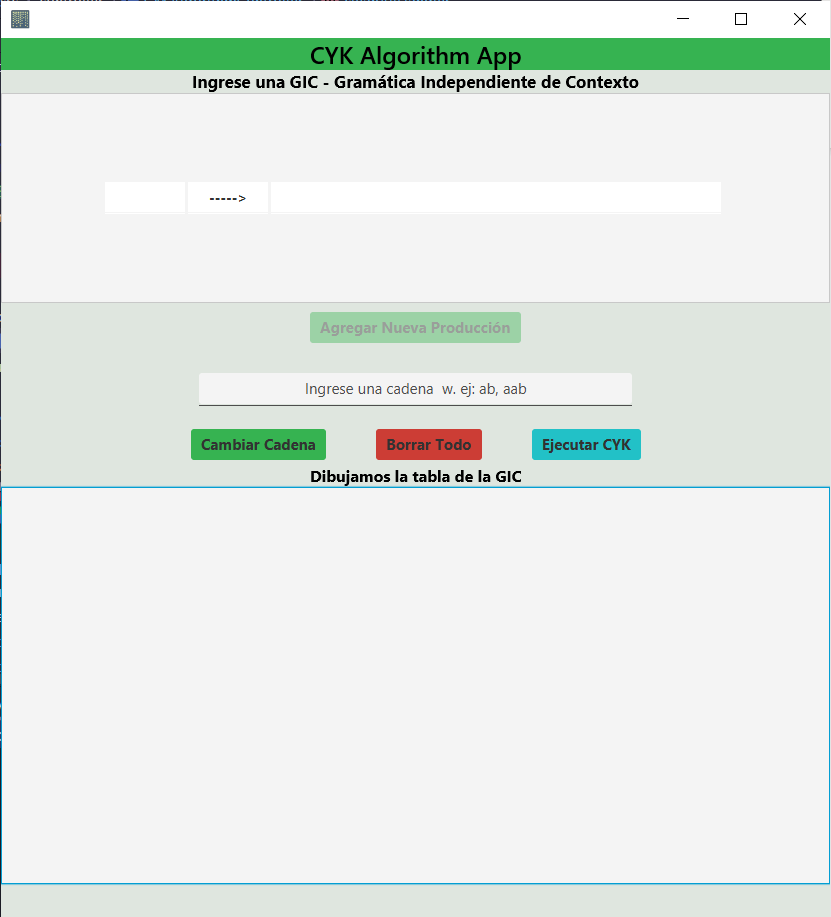 CYK Algorithm App
Ingrese una GIC - Gramática Independiente de Contexto
----->
Agregar Nueva Producción
Ingrese una cadena  w. ej: ab, aab
Cambiar Cadena
Borrar Todo
Ejecutar CYK
Dibujamos la tabla de la GIC